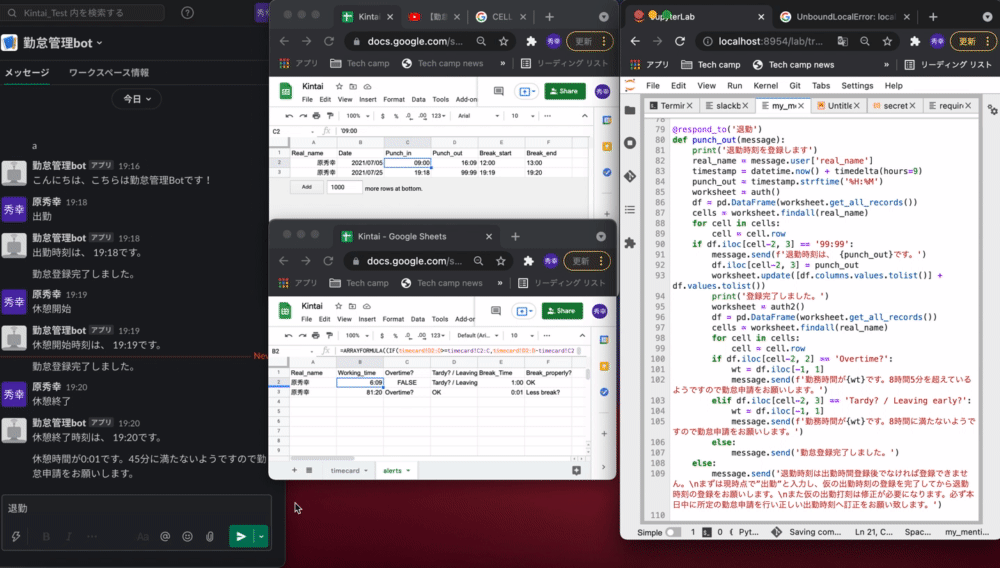 Kintai_Test 内を検索する
秀幸
勤怠管理bot
メッセージ ワークスペース情報
今日
a
勤怠管理bot アプリ 19:16
こんにちは、こちらは勤怠管理Botです！
秀幸
原秀幸 19:18
出勤
勤怠管理bot アプリ 19:18
出勤時刻は、19:18です。
勤怠登録完了しました。
秀幸
原秀幸 19:19
休憩開始
勤怠管理bot アプリ 19:19
休憩開始時刻は、19:19です。
勤怠登録完了しました。
秀幸
原秀幸 19:20
休憩終了
勤怠管理bot アプリ 19:20
休憩終了時刻は、19:20です。
休憩時間が0:01です。45分に満たないようですので勤
怠申請をお願いします。
退勤
Kintai
CELL
docs.google.com/s...
秀幸
更新
アプリ Tech camp Tech camp news » リーディング リスト
Kintai
Share
秀幸
File Edit View Insert Format Data Tools Add-on
100% $ % .0 .00 123 Arial 10
C2 fx '09:00
A B C D E F
1 Real_name Date Punch_in Punch_out Break_start Break_end
2 原秀幸 2021/07/05 09:00 16:09 12:00 13:00
3 原秀幸 2021/07/05 19:18 99:99 19:19 19:20
Add 1000 more rows at bottom.
Kintai - Google Sheets
docs.google.com/s...
秀幸
更新
アプリ Tech camp Tech camp news » リーディング リスト
Kintai
Share
秀幸
File Edit View Insert Format Data Tools Add-on
100% $ % .0 .00 123 Default (Ari... 10
B2 fx =ARRAYFORMULA((IF(timecard!D2:D>=timecard!C2:C,timecard!D2:D-timecard!C2
A B C D E F
1 Real_name Working_time Overtime? Tardy? / Leaving Break_Time Break_properly?
2 原秀幸 6:09 FALSE Tardy? / Leaving 1:00 OK
3 原秀幸 81:20 Overtime? OK 0:01 Less break?
timecard alerts
JupyterLab
UnboundLocalError: local
localhost:8954/lab/tr...
秀幸
更新
アプリ Tech camp Tech camp news » リーディング リスト
File Edit View Run Kernel Git Tabs Settings Help
Termin slackb my_me Untitle secret requir
78
79 @respond_to('退勤')
80 def punch_out(message):
81 print('退勤時刻を登録します')
82 real_name = message.user['real_name']
83 timestamp = datetime.now() + timedelta(hours=9)
84 punch_out = timestamp.strftime('%H:%M')
85 worksheet = auth()
86 df = pd.DataFrame(worksheet.get_all_records())
87 cells = worksheet.findall(real_name)
88 for cell in cells:
89 cell = cell.row
90 if df.iloc[cell-2, 3] == '99:99':
91 message.send(f'退勤時刻は、 {punch_out}です。')
92 df.iloc[cell-2, 3] = punch_out
93 worksheet.update([df.columns.values.tolist()] +
df.values.tolist())
94 print('登録完了しました。')
95 worksheet = auth2()
96 df = pd.DataFrame(worksheet.get_all_records())
97 cells = worksheet.findall(real_name)
98 for cell in cells:
99 cell = cell.row
100 if df.iloc[cell-2, 2] == 'Overtime?':
101 wt = df.iloc[-1, 1]
102 message.send(f'勤務時間が{wt}です。8時間5分を超えている
ようですので勤怠申請をお願いします。')
103 elif df.iloc[cell-2, 3] == 'Tardy? / Leaving early?':
104 wt = df.iloc[-1, 1]
105 message.send(f'勤務時間が{wt}です。8時間に満たないようで
すので勤怠申請をお願いします。')
106 else:
107 message.send('勤怠登録完了しました。')
108 else:
109 message.send('退勤時刻は出勤時間登録後でなければ登録できませ
ん。\nまずは現時点で"出勤"と入力し、仮の出勤時刻の登録を完了してから退勤
時刻の登録をお願いします。\nまた仮の出勤打刻は修正が必要になります。必ず本
日中に所定の勤怠申請を行い正しい出勤時刻へ訂正をお願い致します。')
110
Simple 1 0 Pyt... Saving com... Ln 21, C... Spac... my_menti...